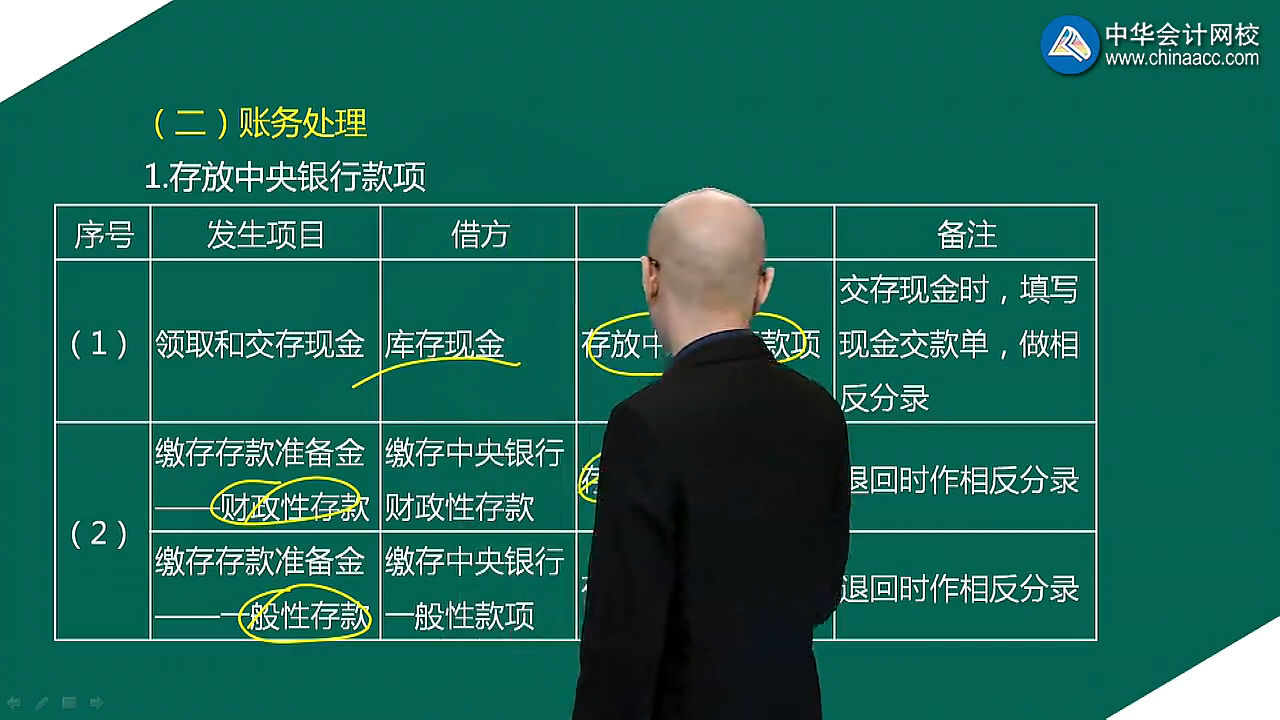 中华会计网校
www.chinaacc.com
（二）账务处理
1.存放中央银行款项
序号 发生项目 借方 备注
（1） 领取和交存现金 库存现金 存放中 款项 交存现金时，填写
现金交款单，做相
反分录
（2） 缴存存款准备金
——财政性存款 缴存中央银行
财政性存款 退回时作相反分录
缴存存款准备金
——一般性存款 缴存中央银行
一般性款项 退回时作相反分录